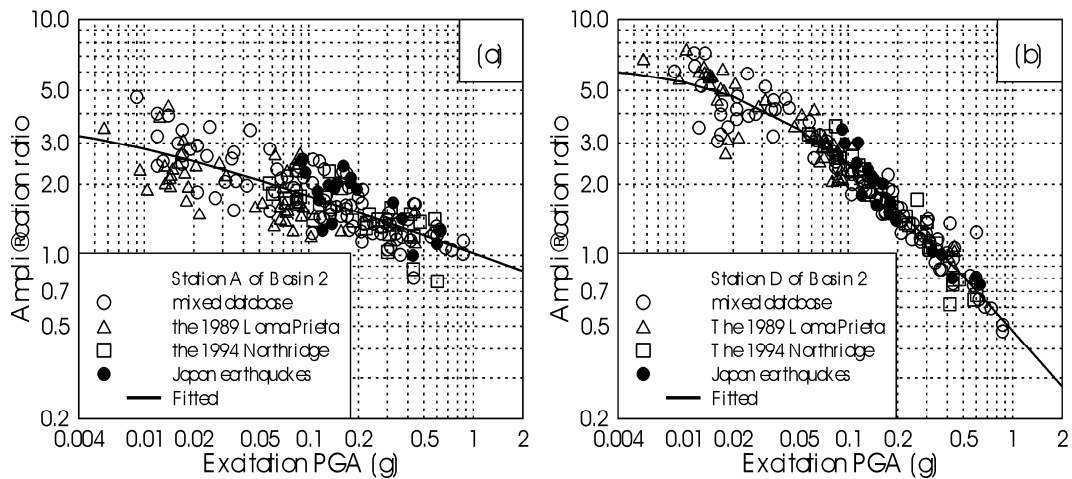 10.0
5.0
3.0
2.0
1.0
0.7
0.5
0.2
Ampli®cation ratio
(a)
Station A of Basin 2
mixed database
the 1989 Loma Prieta
the 1994 Northridge
Japan earthquakes
Fitted
0.004 0.01 0.02 0.05 0.1 0.2 0.5 1 2
Excitation PGA (g)
10.0
5.0
3.0
2.0
1.0
0.7
0.5
0.2
Ampli®cation ratio
(b)
Station D of Basin 2
mixed database
The 1989 Loma Prieta
The 1994 Northridge
Japan earthquakes
Fitted
0.004 0.01 0.02 0.05 0.1 0.2 0.5 1 2
Excitation PGA (g)